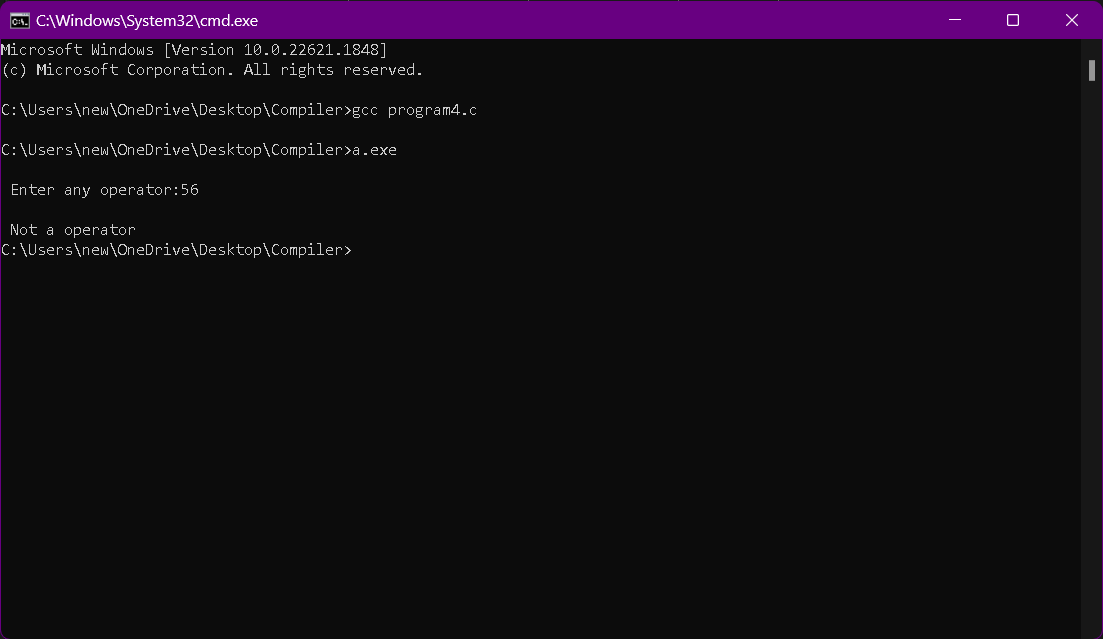 C:\Windows\System32\cmd.exe
Microsoft Windows [Version 10.0.22621.1848]
(c) Microsoft Corporation. All rights reserved.
C:\Users\new\OneDrive\Desktop\Compiler>gcc program4.c
C:\Users\new\OneDrive\Desktop\Compiler>a.exe
Enter any operator:56
Not a operator
C:\Users\new\OneDrive\Desktop\Compiler>